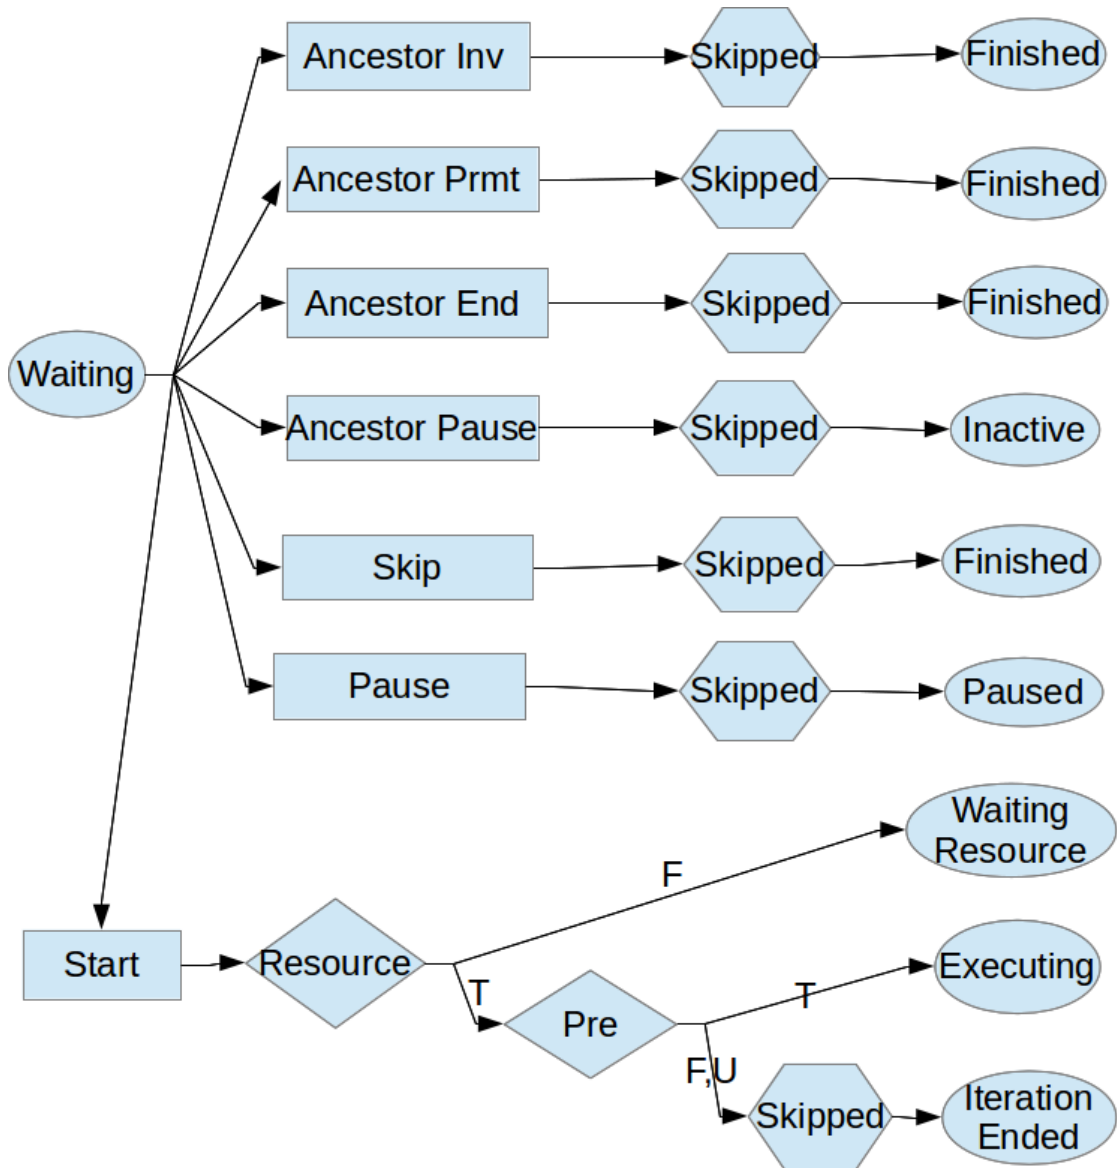 Ancestor Inv
Skipped
Finished
Ancestor Prmt
Skipped
Finished
Ancestor End
Skipped
Finished
Waiting
Ancestor Pause
Skipped
Inactive
Skip
Skipped
Finished
Pause
Skipped
Paused
Waiting
Resource
F
Start
Resource
T
Pre
T
Executing
F,U
Skipped
Iteration
Ended